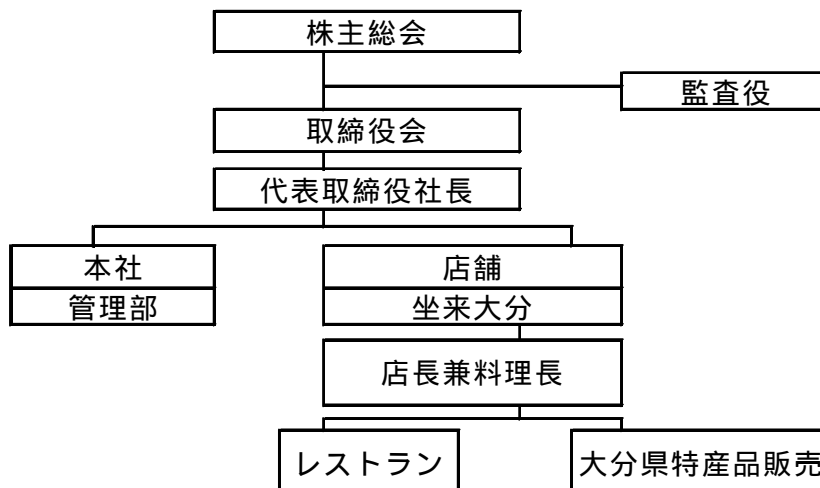 株主総会
監査役
取締役会
代表取締役社長
本社
店舗
管理部
坐来大分
店長兼料理長
レストラン
大分県特産品販売